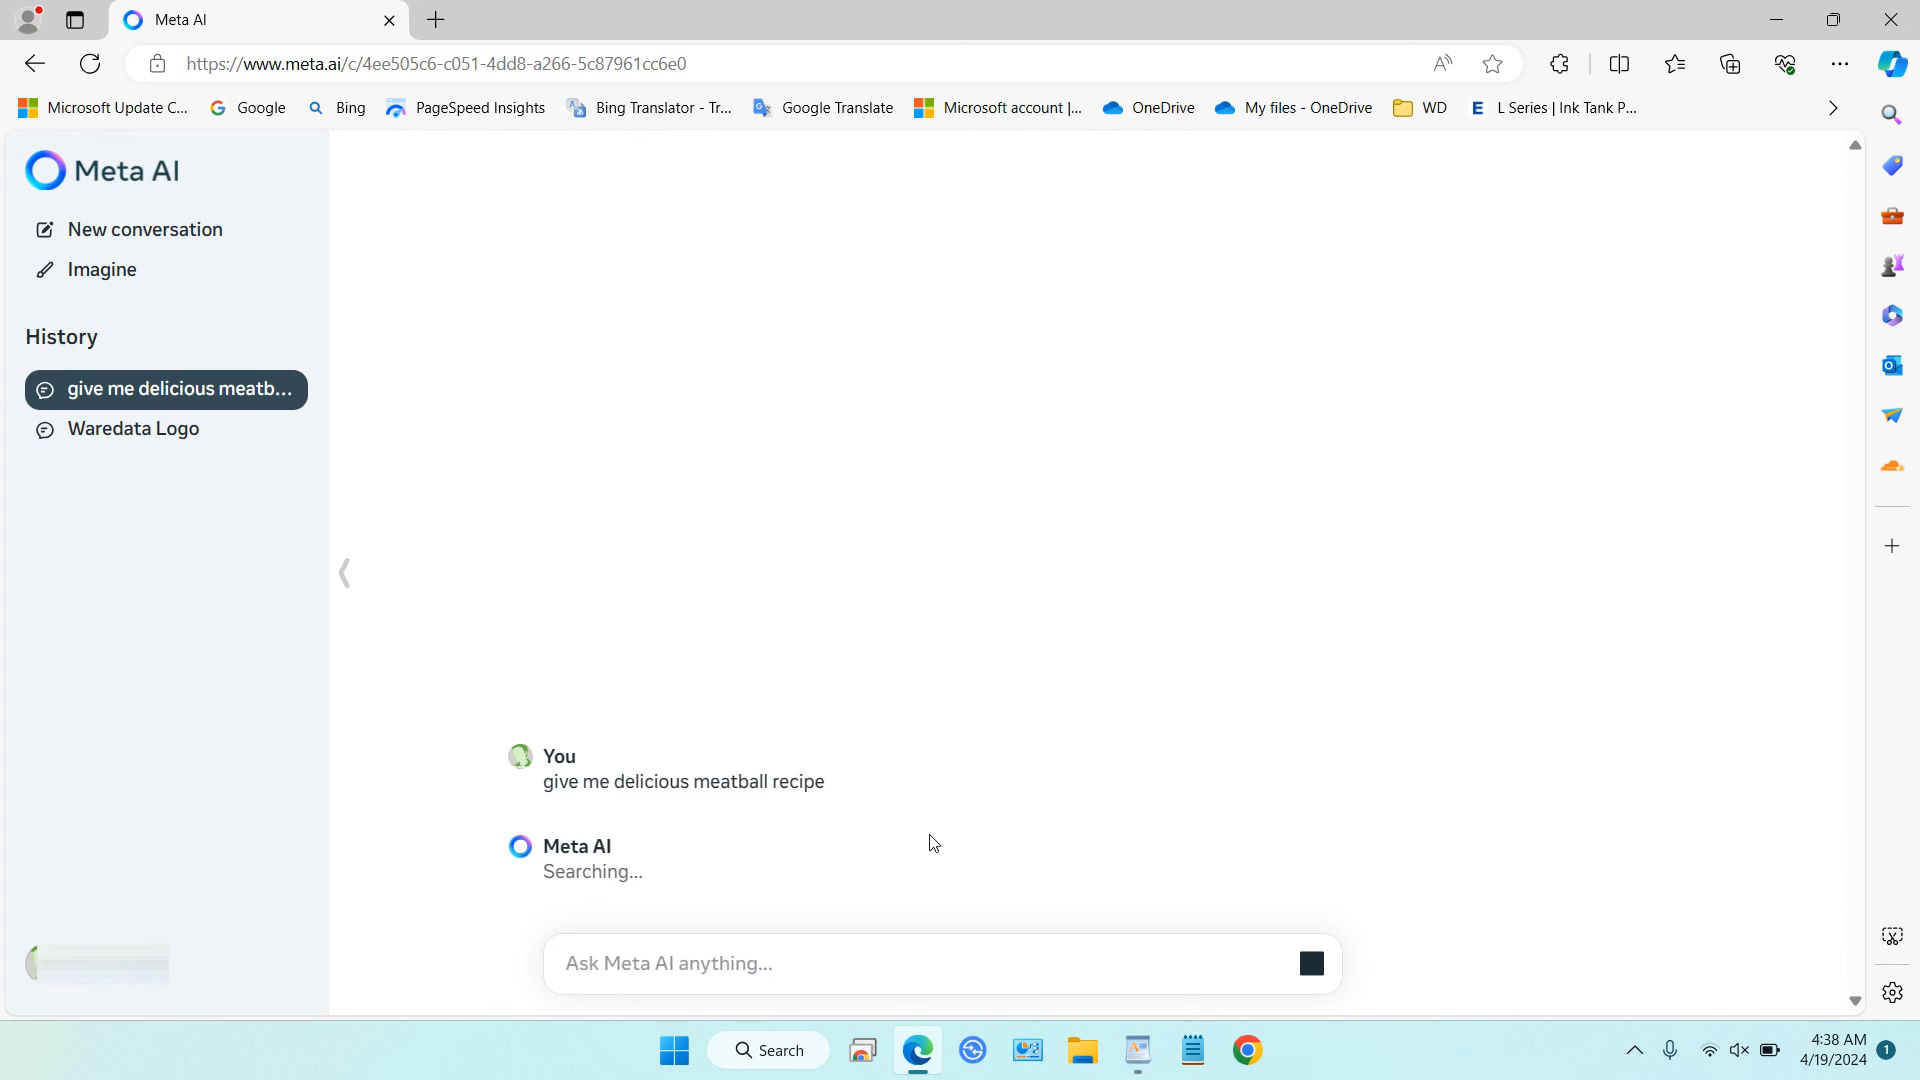 Meta AI
https://www.meta.ai/c/4ee505c6-c051-4dd8-a266-5c87961cc6e0
Microsoft Update C...
Google
Bing
PageSpeed Insights
Bing Translator - Tr...
Google Translate
Microsoft account |...
OneDrive
My files - OneDrive
WD
L Series | Ink Tank P...
Meta AI
New conversation
Imagine
History
give me delicious meatb...
Waredata Logo
You
give me delicious meatball recipe
Meta AI
Searching...
Ask Meta AI anything...
Search
4:38 AM
4/19/2024
1